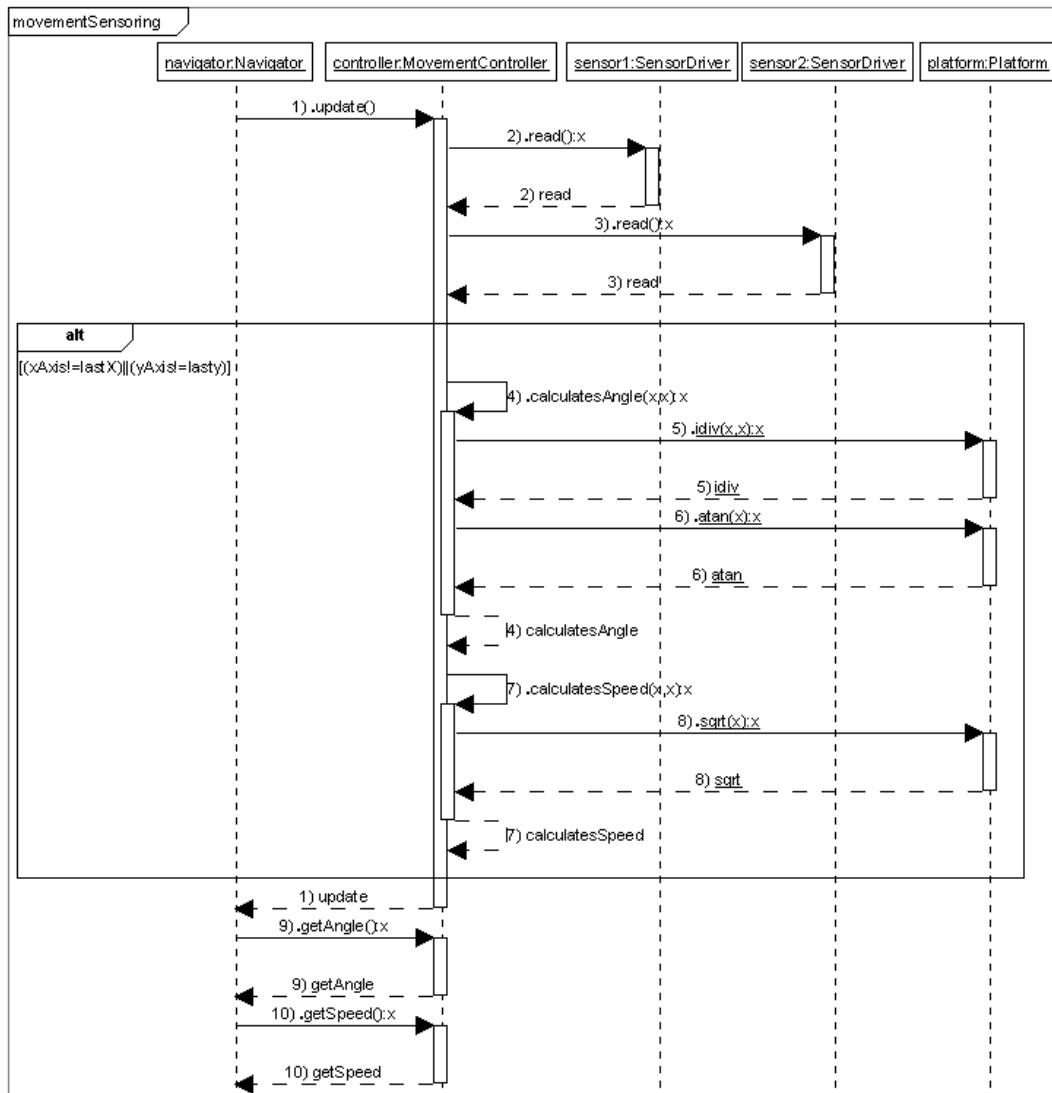 movementSensoring
navigator:Navigator
controller:MovementController
sensor1:SensorDriver
sensor2:SensorDriver
platform:Platform
1) .update()
2) .read():x
2) read
3) .read():x
3) read
alt
[(xAxis!=lastX)||(yAxis!=lasty)]
4) .calculatesAngle(x,x):x
5) .idiv(x,x):x
5) idiv
6) .atan(x):x
6) atan
4) calculatesAngle
7) .calculatesSpeed(x,x):x
8) .sqrt(x):x
8) sqrt
7) calculatesSpeed
1) update
9) .getAngle():x
9) getAngle
10) .getSpeed():x
10) getSpeed